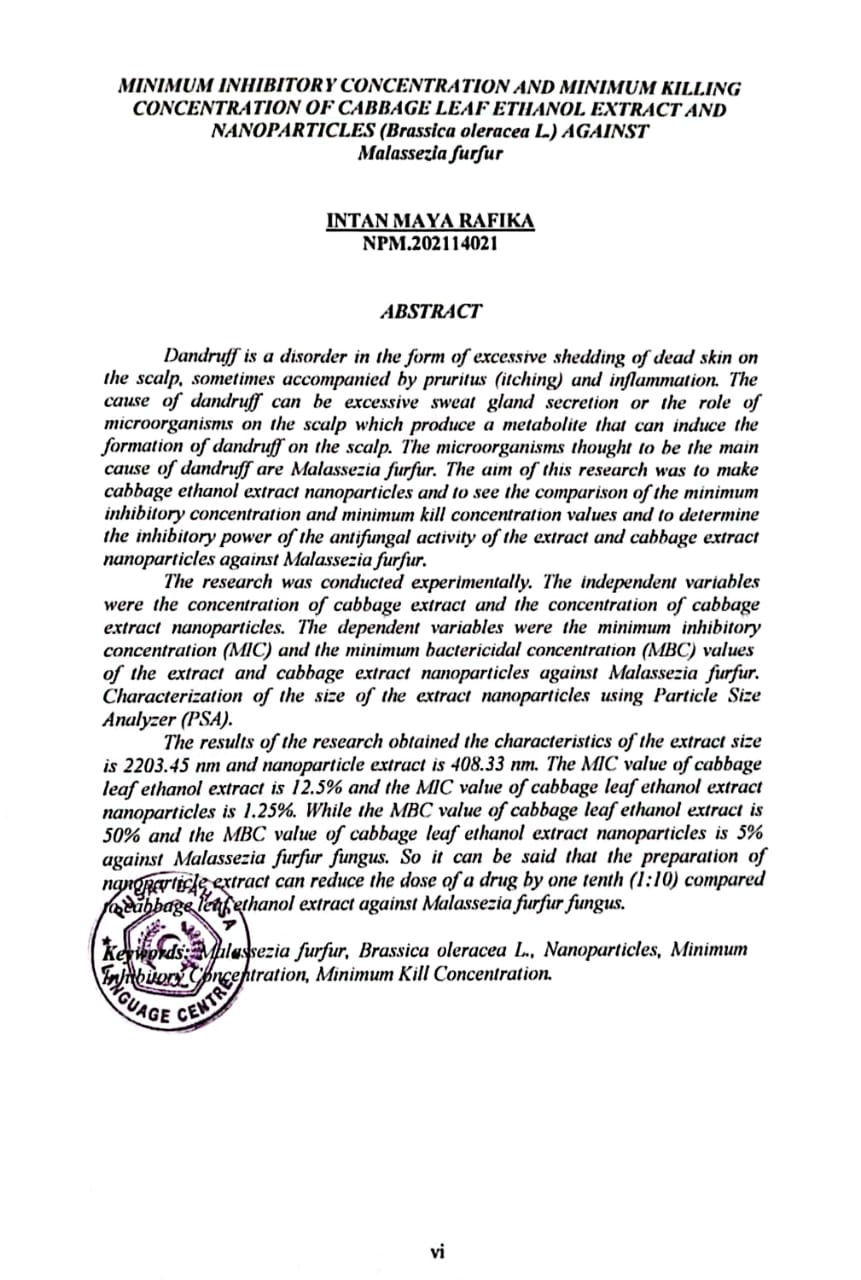 MINIMUM INHIBITORY CONCENTRATION AND MINIMUM KILLING
CONCENTRATION OF CABBAGE LEAF ETHANOL EXTRACT AND
NANOPARTICLES (Brassica oleracea L.) AGAINST
Malassezia furfur
INTAN MAYA RAFIKA
NPM.202114021
ABSTRACT
Dandruff is a disorder in the form of excessive shedding of dead skin on
the scalp, sometimes accompanied by pruritus (itching) and inflammation. The
cause of dandruff can be excessive sweat gland secretion or the role of
microorganisms on the scalp which produce a metabolite that can induce the
formation of dandruff on the scalp. The microorganisms thought to be the main
cause of dandruff are Malassezia furfur. The aim of this research was to make
cabbage ethanol extract nanoparticles and to see the comparison of the minimum
inhibitory concentration and minimum kill concentration values and to determine
the inhibitory power of the antifungal activity of the extract and cabbage extract
nanoparticles against Malassezia furfur.
The research was conducted experimentally. The independent variables
were the concentration of cabbage extract and the concentration of cabbage
extract nanoparticles. The dependent variables were the minimum inhibitory
concentration (MIC) and the minimum bactericidal concentration (MBC) values
of the extract and cabbage extract nanoparticles against Malassezia furfur.
Characterization of the size of the extract nanoparticles using Particle Size
Analyzer (PSA).
The results of the research obtained the characteristics of the extract size
is 2203.45 nm and nanoparticle extract is 408.33 nm. The MIC value of cabbage
leaf ethanol extract is 12.5% and the MIC value of cabbage leaf ethanol extract
nanoparticles is 1.25%. While the MBC value of cabbage leaf ethanol extract is
50% and the MBC value of cabbage leaf ethanol extract nanoparticles is 5%
against Malassezia furfur fungus. So it can be said that the preparation of
nanoparticle extract can reduce the dose of a drug by one tenth (1:10) compared
to cabbage leaf ethanol extract against Malassezia furfur fungus.
Keywords: Malassezia furfur, Brassica oleracea L., Nanoparticles, Minimum
Inhibitory Concentration, Minimum Kill Concentration.
LANGUAGE CENTRE
vi